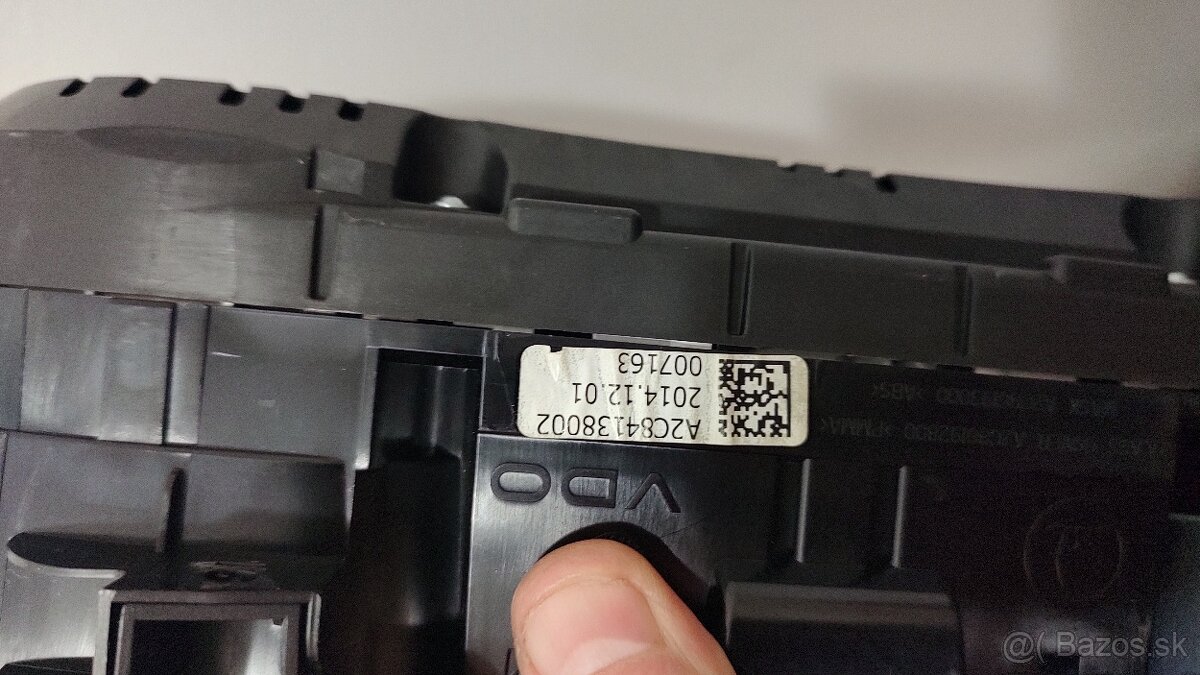 A2C84138002
2014.12.01
007163
VDO
@( Bazos.sk